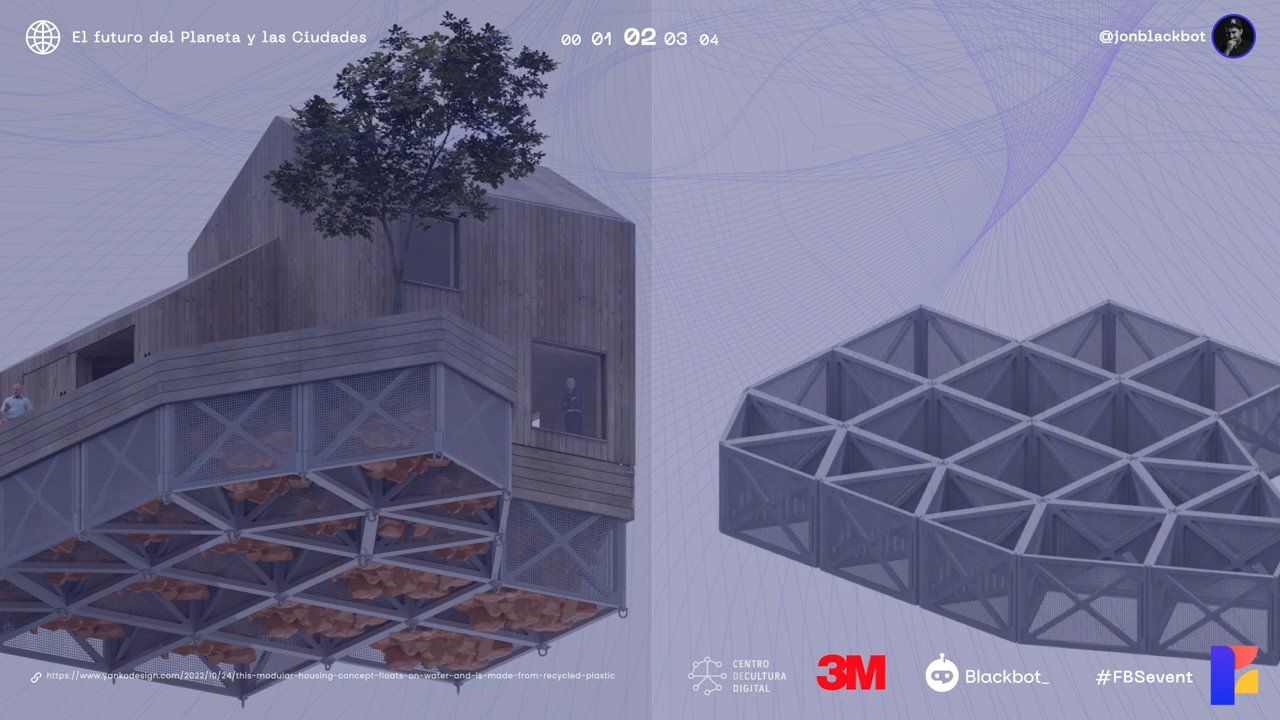 El futuro del Planeta y las Ciudades
00 01 02 03 04
@jonblackbot
https://www.yankodesign.com/2022/10/24/this-modular-housing-concept-floats-on-water-and-is-made-from-recycled-plastic
CENTRO
DECULTURA
DIGITAL
3M
Blackbot_
#FBSevent